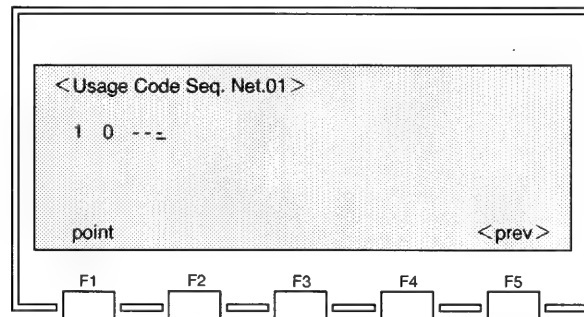 <Usage Code Seq. Net.01>
1 0 ---
point <prev>
F1 F2 F3 F4 F5